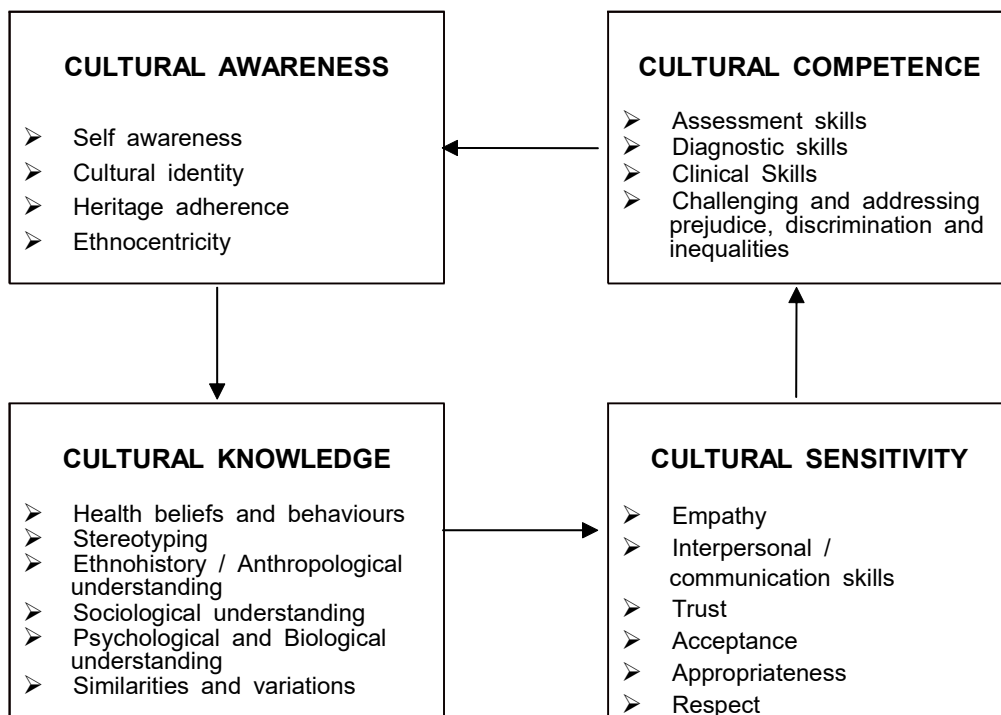 CULTURAL AWARENESS
➢ Self awareness
➢ Cultural identity
➢ Heritage adherence
➢ Ethnocentricity
CULTURAL COMPETENCE
➢ Assessment skills
➢ Diagnostic skills
➢ Clinical Skills
➢ Challenging and addressing
prejudice, discrimination and
inequalities
CULTURAL KNOWLEDGE
➢ Health beliefs and behaviours
➢ Stereotyping
➢ Ethnohistory / Anthropological
understanding
➢ Sociological understanding
➢ Psychological and Biological
understanding
➢ Similarities and variations
CULTURAL SENSITIVITY
➢ Empathy
➢ Interpersonal /
communication skills
➢ Trust
➢ Acceptance
➢ Appropriateness
➢ Respect